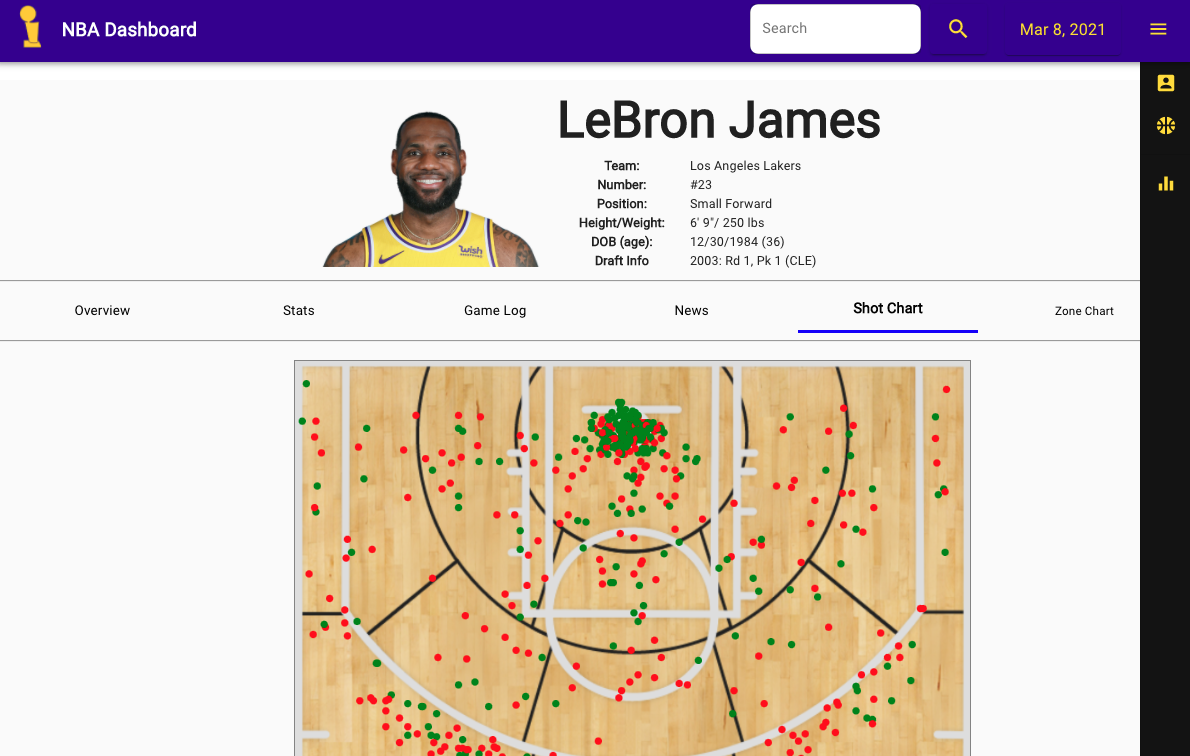 NBA Dashboard
Search
Mar 8, 2021
LeBron James
Team: Los Angeles Lakers
Number: #23
Position: Small Forward
Height/Weight: 6' 9"/ 250 lbs
DOB (age): 12/30/1984 (36)
Draft Info 2003: Rd 1, Pk 1 (CLE)
wish
Overview Stats Game Log News Shot Chart Zone Chart